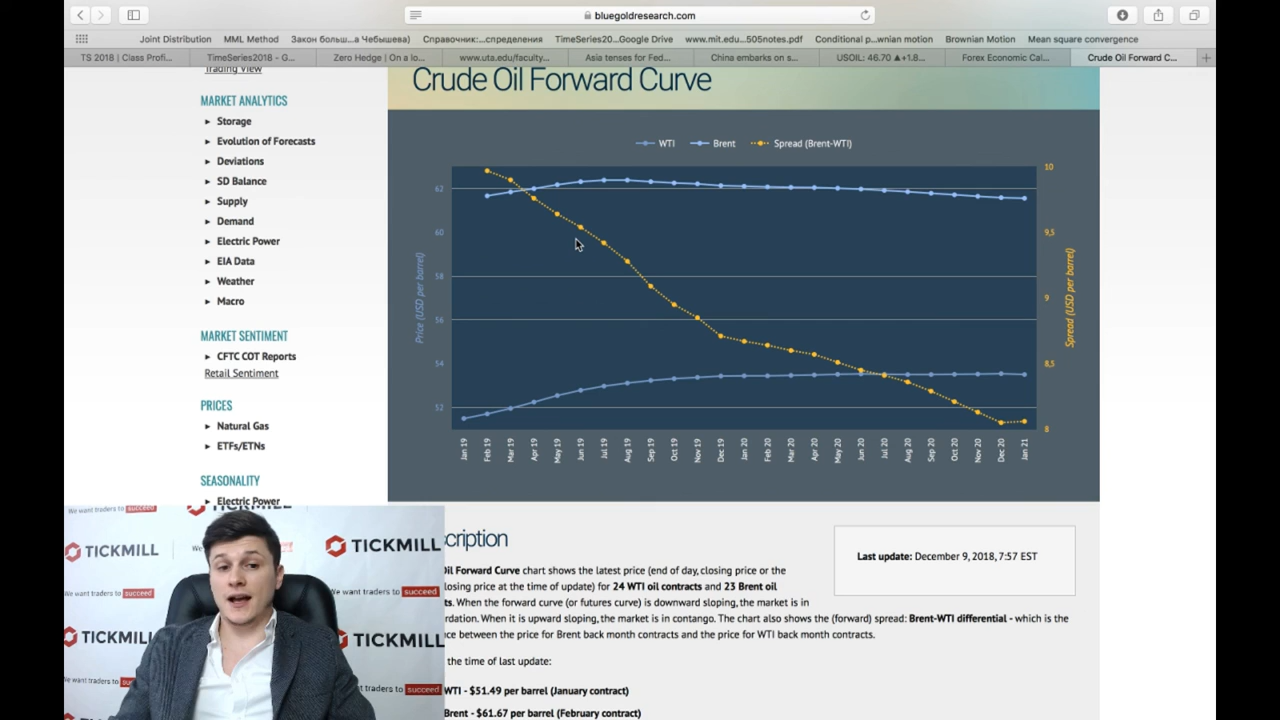 bluegoldresearch.com
Joint Distribution MML Method Закон больш...а Чебышева) Справочник:...спределения TimeSeries20...Google Drive www.mit.edu...505notes.pdf Conditional p...wnian motion Brownian Motion Mean square convergence
TS 2018 | Class Profi... TimeSeries2018 - G... Zero Hedge | On a lo... www.uta.edu/faculty... Asia tenses for Fed... China embarks on s... USOIL: 46.70 ▲+1.8... Forex Economic Cal... Crude Oil Forward C...
Trading View
Crude Oil Forward Curve
MARKET ANALYTICS
Storage
Evolution of Forecasts
Deviations
SD Balance
Supply
Demand
Electric Power
EIA Data
Weather
Macro
MARKET SENTIMENT
CFTC COT Reports
Retail Sentiment
PRICES
Natural Gas
ETFs/ETNs
SEASONALITY
Electric Power
WTI Brent Spread (Brent-WTI)
Price (USD per barrel)
62
60
58
56
54
52
10
9,5
9
8,5
8
Spread (USD per barrel)
Jan 19 Feb 19 Mar 19 Apr 19 May 19 Jun 19 Jul 19 Aug 19 Sep 19 Oct 19 Nov 19 Dec 19 Jan 20 Feb 20 Mar 20 Apr 20 May 20 Jun 20 Jul 20 Aug 20 Sep 20 Oct 20 Nov 20 Dec 20 Jan 21
scription
Last update: December 9, 2018, 7:57 EST
Oil Forward Curve chart shows the latest price (end of day, closing price or the
losing price at the time of update) for 24 WTI oil contracts and 23 Brent oil
ts. When the forward curve (or futures curve) is downward sloping, the market is in
rdation. When it is upward sloping, the market is in contango. The chart also shows the (forward) spread: Brent-WTI differential - which is the
ce between the price for Brent back month contracts and the price for WTI back month contracts.
the time of last update:
WTI - $51.49 per barrel (January contract)
Brent - $61.67 per barrel (February contract)
We want traders to succeed
TICKMILL
TICKMILL
We want traders to succeed
We want traders to succeed
TICKMILL
TICKMILL
We want traders to
t traders to succeed